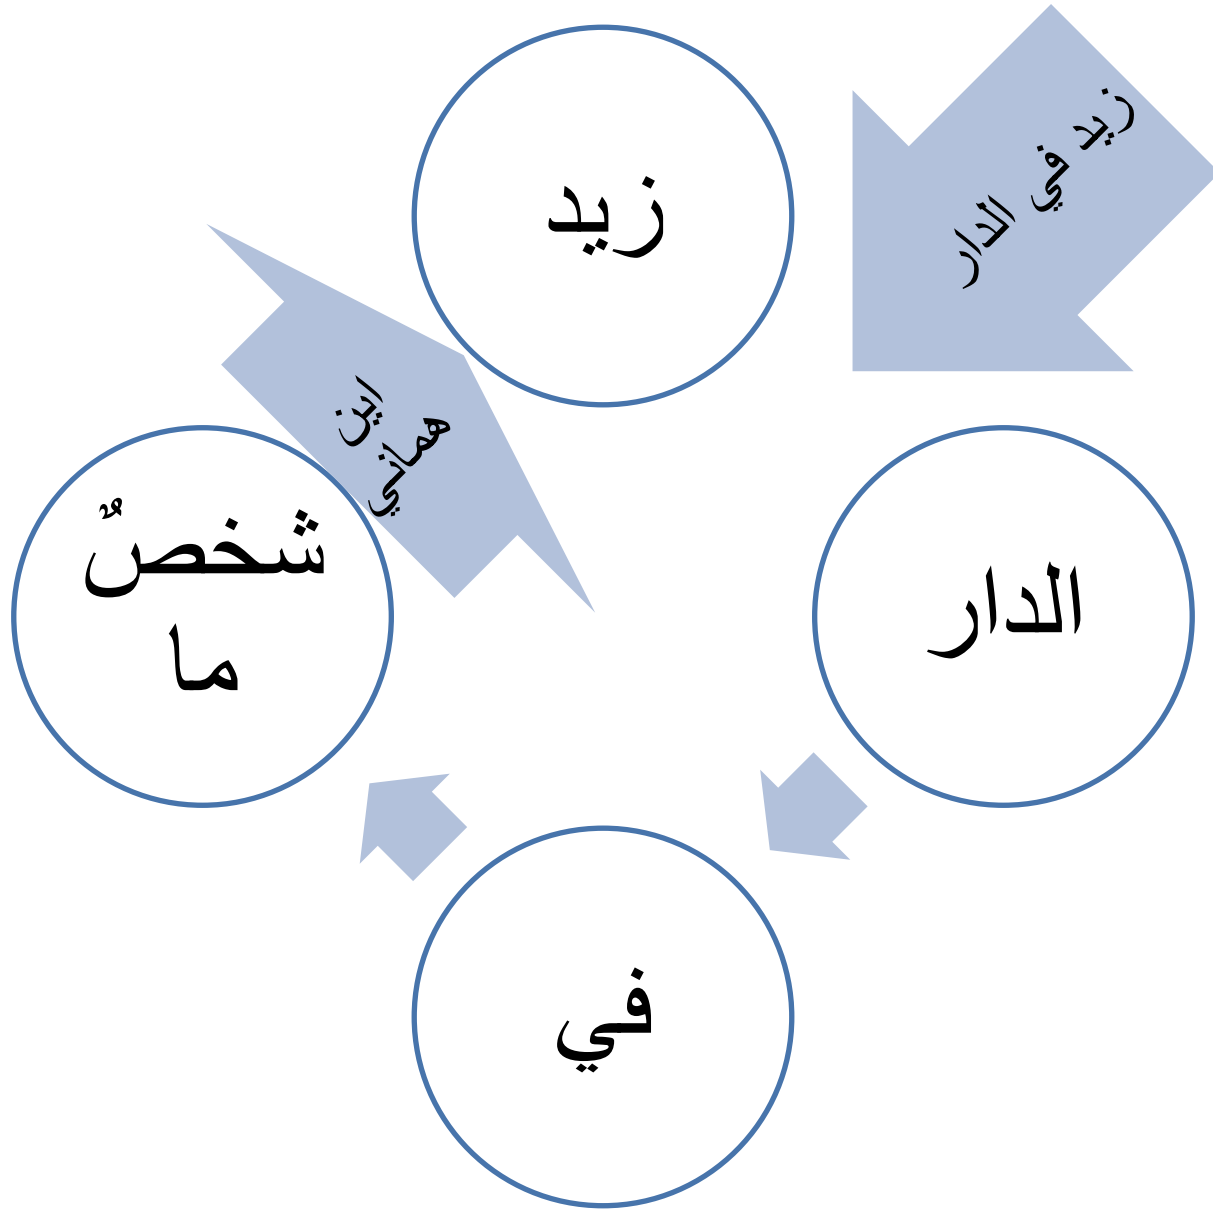 زيد
زيد في الدار
الدار
في
شخصٌ
ما
اين
هماني